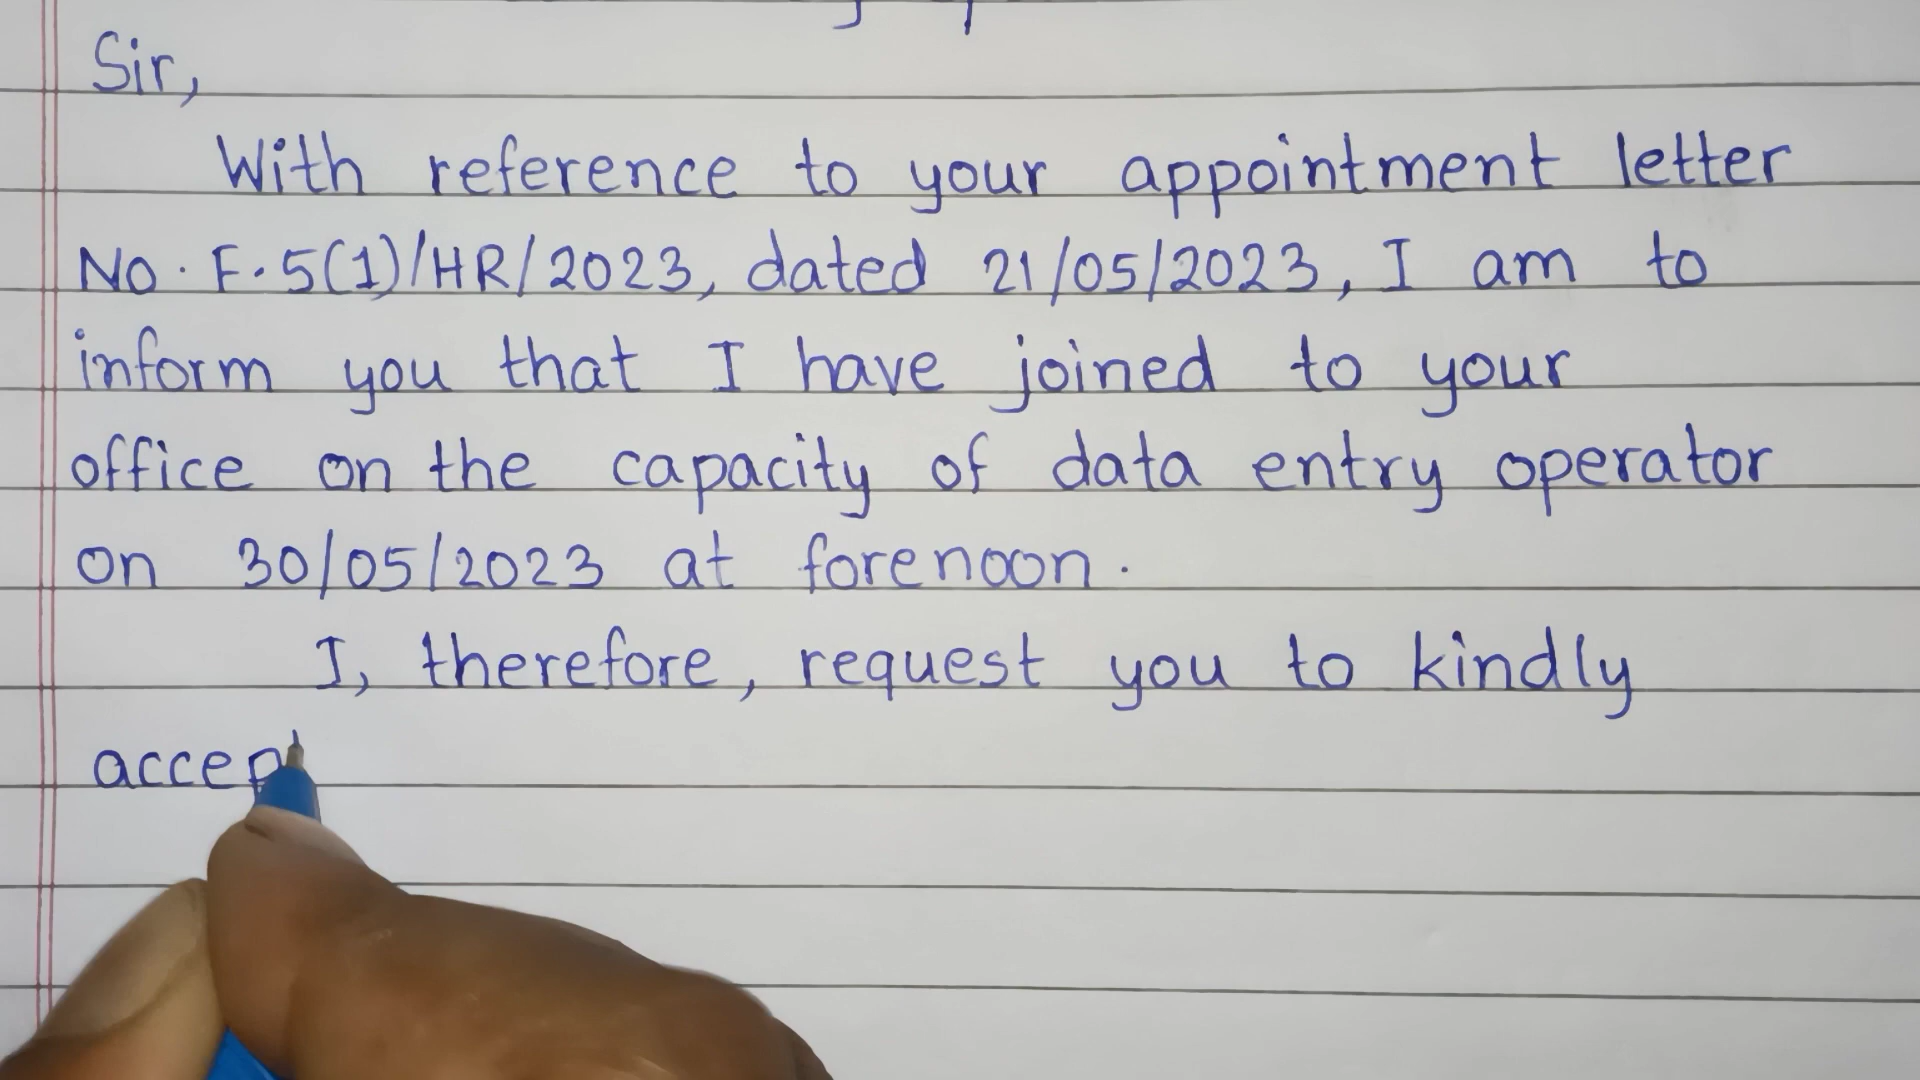 Sir,
With reference to your appointment letter
No. F.5(1)/HR/2023, dated 21/05/2023, I am to
inform you that I have joined to your
office on the capacity of data entry operator
on 30/05/2023 at forenoon.
I, therefore, request you to kindly
accep